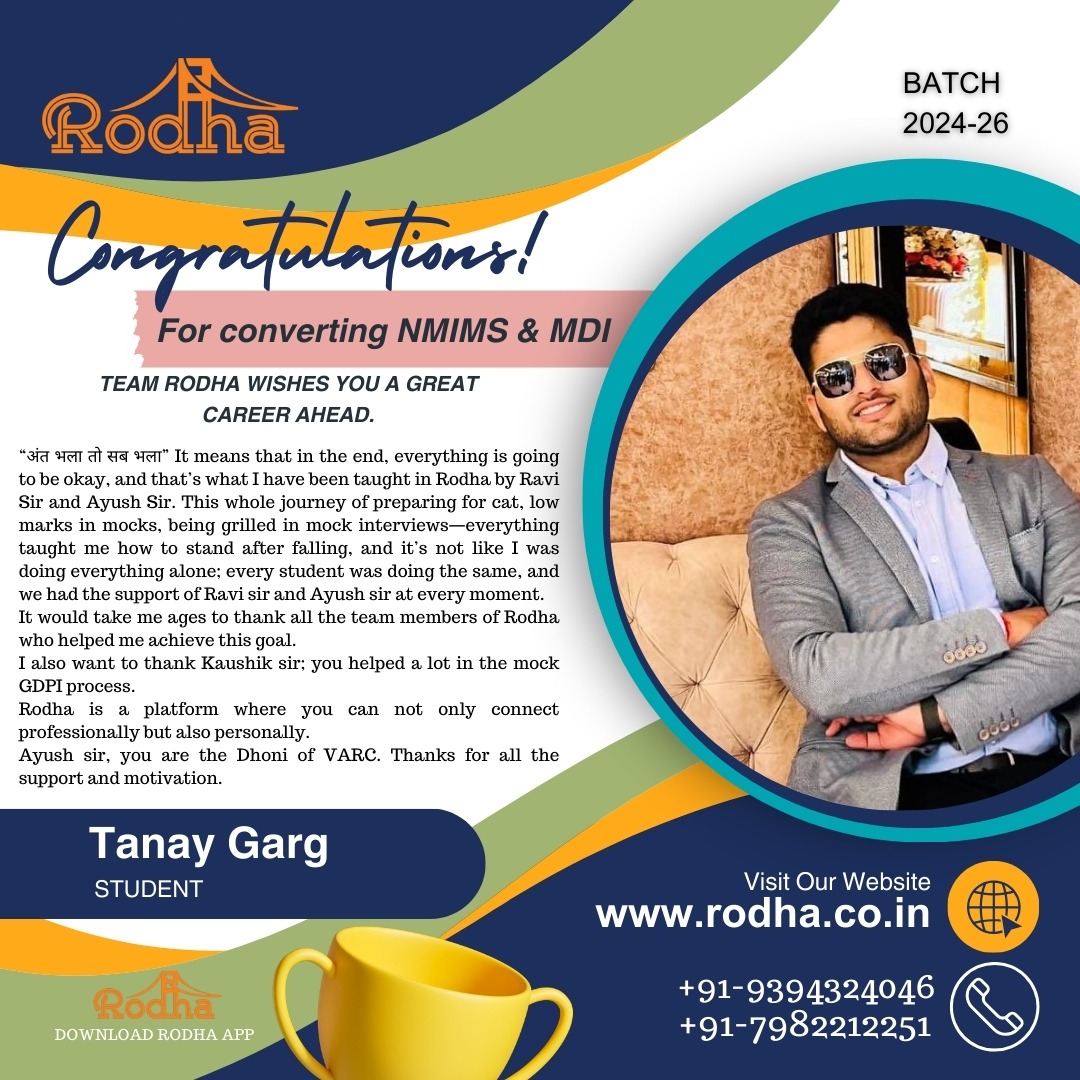 Rodha
BATCH
2024-26
Congratulations!
For converting NMIMS & MDI
TEAM RODHA WISHES YOU A GREAT
CAREER AHEAD.
“अंत भला तो सब भला” It means that in the end, everything is going
to be okay, and that’s what I have been taught in Rodha by Ravi
Sir and Ayush Sir. This whole journey of preparing for cat, low
marks in mocks, being grilled in mock interviews—everything
taught me how to stand after falling, and it’s not like I was
doing everything alone; every student was doing the same, and
we had the support of Ravi sir and Ayush sir at every moment.
It would take me ages to thank all the team members of Rodha
who helped me achieve this goal.
I also want to thank Kaushik sir; you helped a lot in the mock
GDPI process.
Rodha is a platform where you can not only connect
professionally but also personally.
Ayush sir, you are the Dhoni of VARC. Thanks for all the
support and motivation.
Tanay Garg
STUDENT
Visit Our Website
www.rodha.co.in
+91-9394324046
+91-7982212251
Rodha
DOWNLOAD RODHA APP